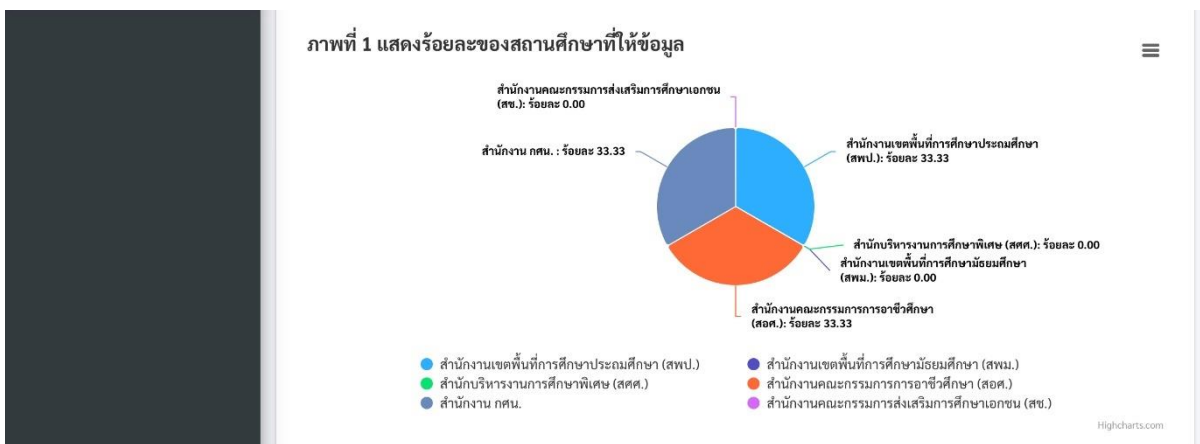 ภาพที่ 1 แสดงร้อยละของสถานศึกษาที่ให้ข้อมูล
สำนักงานคณะกรรมการส่งเสริมการศึกษาเอกชน
(สช.): ร้อยละ 0.00
สำนักงาน กศน. : ร้อยละ 33.33
สำนักงานเขตพื้นที่การศึกษาประถมศึกษา
(สพป.): ร้อยละ 33.33
สำนักบริหารงานการศึกษาพิเศษ (สศศ.): ร้อยละ 0.00
สำนักงานเขตพื้นที่การศึกษามัธยมศึกษา
(สพม.): ร้อยละ 0.00
สำนักงานคณะกรรมการการอาชีวศึกษา
(สอศ.): ร้อยละ 33.33
สำนักงานเขตพื้นที่การศึกษาประถมศึกษา (สพป.)
สำนักงานเขตพื้นที่การศึกษามัธยมศึกษา (สพม.)
สำนักบริหารงานการศึกษาพิเศษ (สศศ.)
สำนักงานคณะกรรมการการอาชีวศึกษา (สอศ.)
สำนักงาน กศน.
สำนักงานคณะกรรมการส่งเสริมการศึกษาเอกชน (สช.)
Highcharts.com